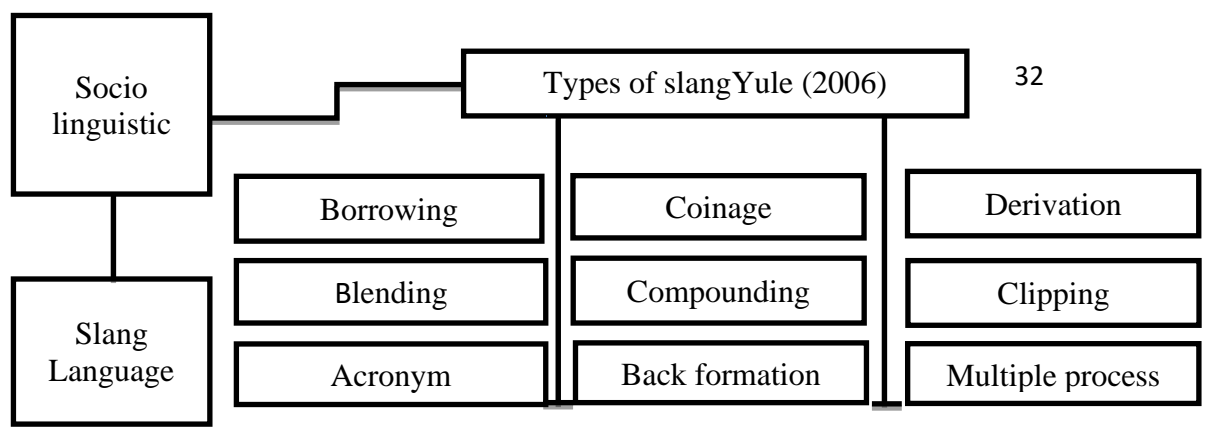 Socio
linguistic
Types of slangYule (2006)
32
Borrowing
Coinage
Derivation
Blending
Compounding
Clipping
Slang
Language
Acronym
Back formation
Multiple process